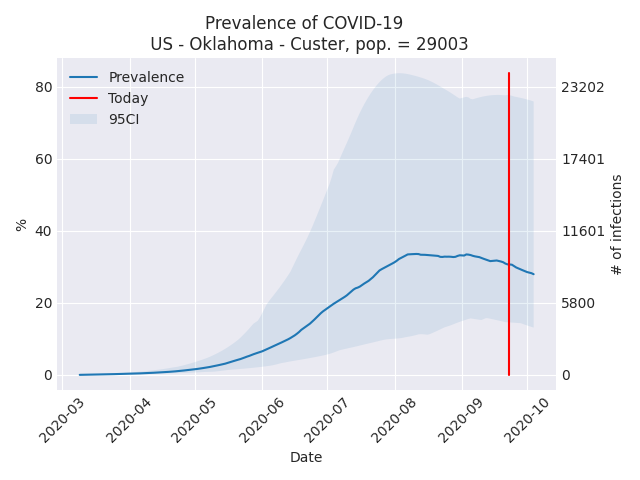 Prevalence of COVID-19
US - Oklahoma - Custer, pop. = 29003
Prevalence
Today
95CI
80
60
40
20
0
%
23202
17401
11601
5800
0
# of infections
2020-03
2020-04
2020-05
2020-06
2020-07
2020-08
2020-09
2020-10
Date